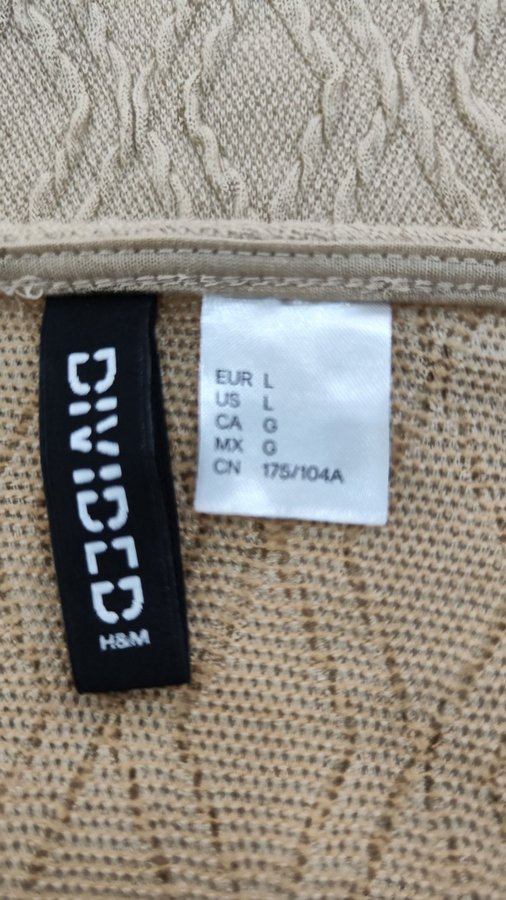 DIVIDED
H&M
EUR L
US L
CA G
MX G
CN 175/104A